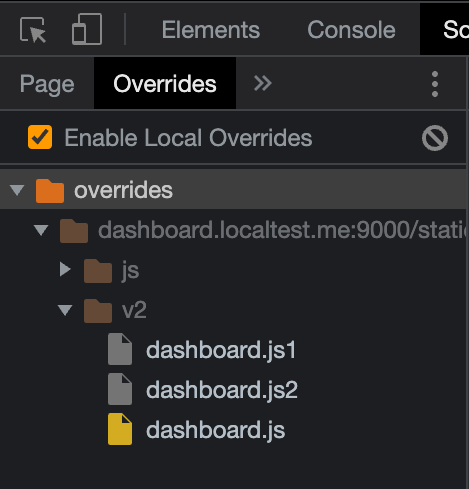 Elements Console So
Page Overrides »
Enable Local Overrides
overrides
dashboard.localtest.me:9000/stati
js
v2
dashboard.js1
dashboard.js2
dashboard.js